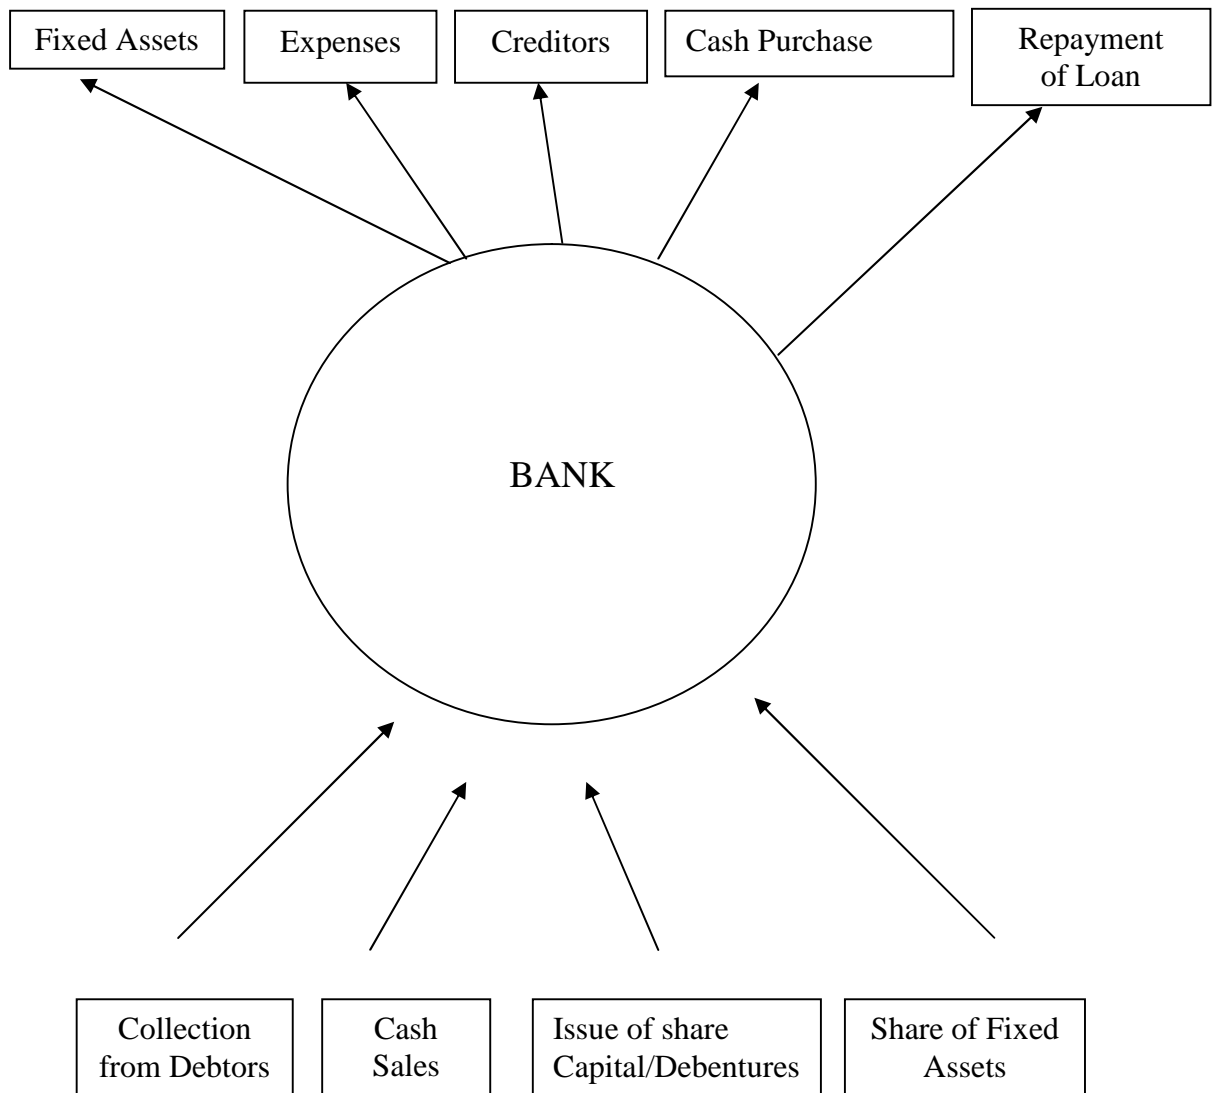 Fixed Assets
Expenses
Creditors
Cash Purchase
Repayment
of Loan
BANK
Collection
from Debtors
Cash
Sales
Issue of share
Capital/Debentures
Share of Fixed
Assets